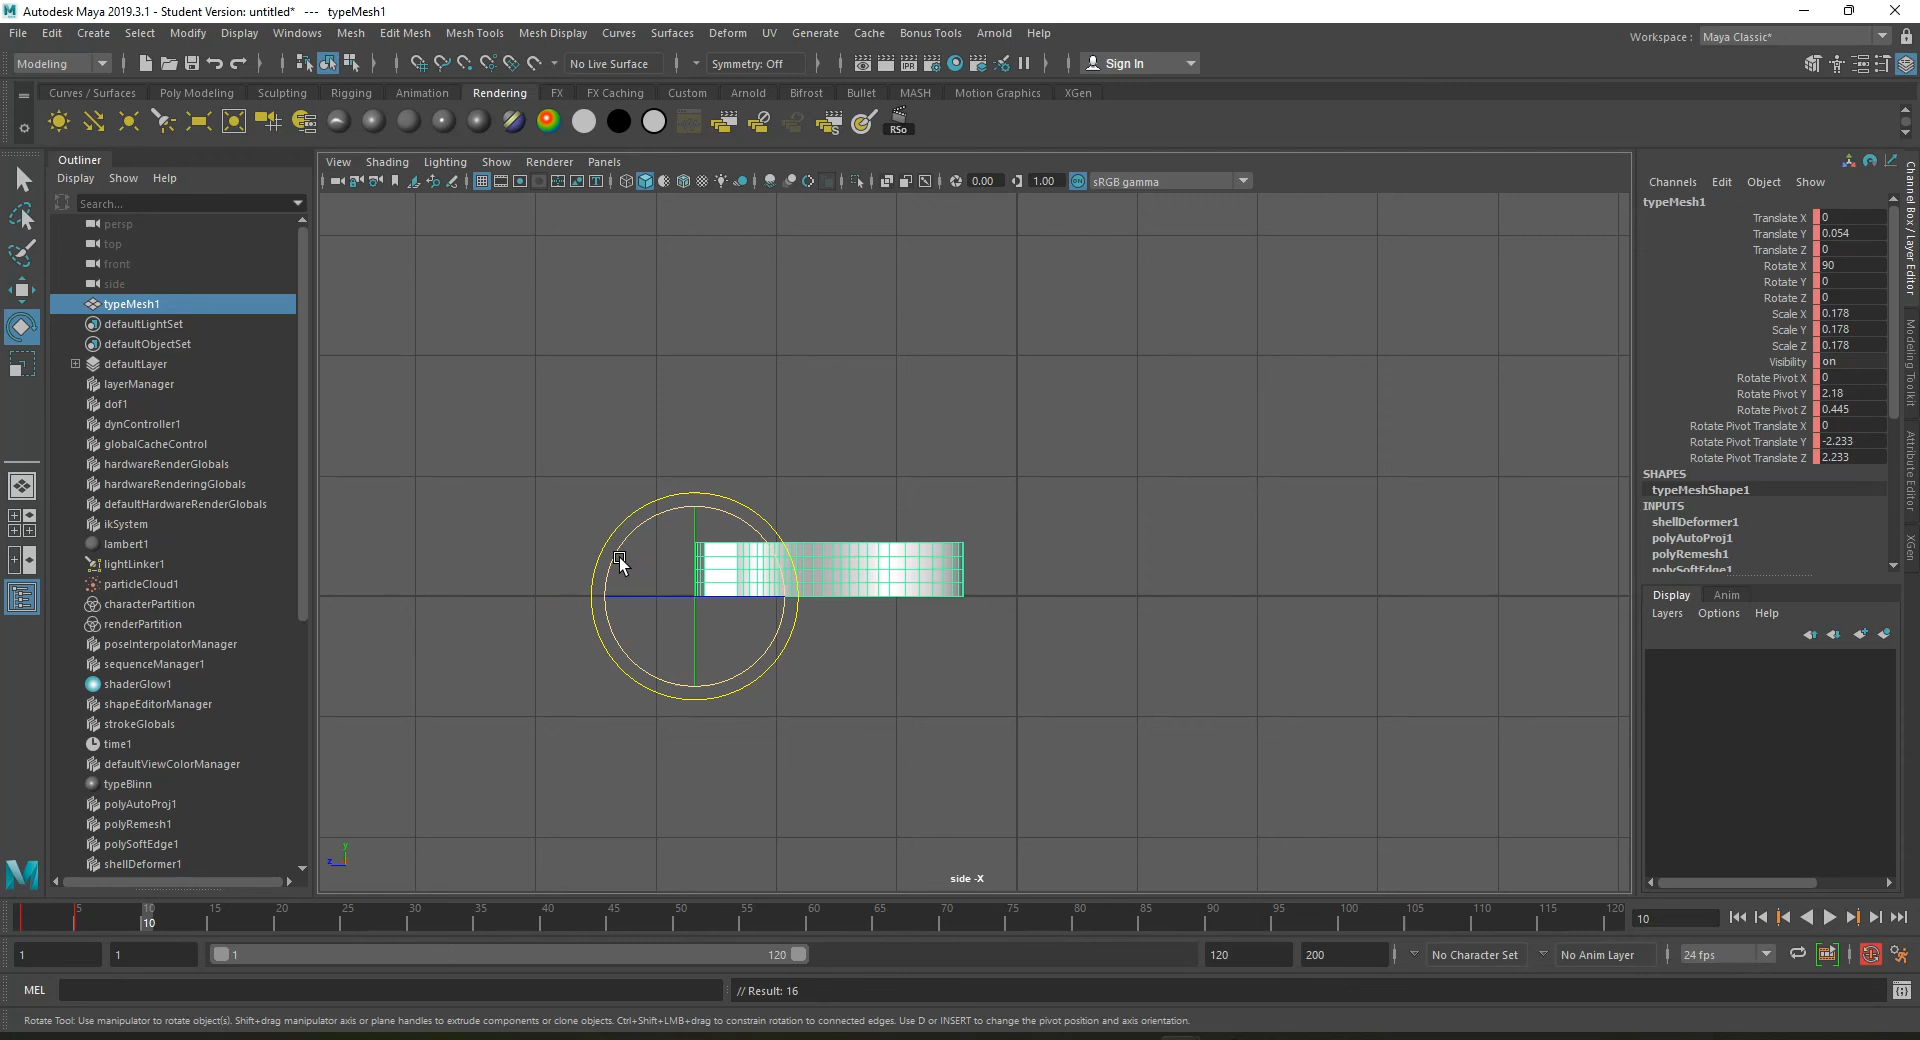 Autodesk Maya 2019.3.1 - Student Version: untitled* --- typeMesh1
File Edit Create Select Modify Display Windows Mesh Edit Mesh Mesh Tools Mesh Display Curves Surfaces Deform UV Generate Cache Bonus Tools Arnold Help
Workspace : Maya Classic*
Modeling No Live Surface Symmetry: Off Sign In
Curves / Surfaces Poly Modeling Sculpting Rigging Animation Rendering FX FX Caching Custom Arnold Bifrost Bullet MASH Motion Graphics XGen
RSo
Outliner
Display Show Help
Search...
persp
top
front
side
typeMesh1
defaultLightSet
defaultObjectSet
defaultLayer
layerManager
dof1
dynController1
globalCacheControl
hardwareRenderGlobals
hardwareRenderingGlobals
defaultHardwareRenderGlobals
ikSystem
lambert1
lightLinker1
particleCloud1
characterPartition
renderPartition
poseInterpolatorManager
sequenceManager1
shaderGlow1
shapeEditorManager
strokeGlobals
time1
defaultViewColorManager
typeBlinn
polyAutoProj1
polyRemesh1
polySoftEdge1
shellDeformer1
View Shading Lighting Show Renderer Panels
0.00 1.00 sRGB gamma
y
z
side -X
Channels Edit Object Show
typeMesh1
Translate X 0
Translate Y 0.054
Translate Z 0
Rotate X 90
Rotate Y 0
Rotate Z 0
Scale X 0.178
Scale Y 0.178
Scale Z 0.178
Visibility on
Rotate Pivot X 0
Rotate Pivot Y 2.18
Rotate Pivot Z 0.445
Rotate Pivot Translate X 0
Rotate Pivot Translate Y -2.233
Rotate Pivot Translate Z 2.233
SHAPES
typeMeshShape1
INPUTS
shellDeformer1
polyAutoProj1
polyRemesh1
polySoftEdge1
Display Anim
Layers Options Help
Channel Box / Layer Editor
Modeling Toolkit
Attribute Editor
XGen
5 10 15 20 25 30 35 40 45 50 55 60 65 70 75 80 85 90 95 100 105 110 115 120
10
10
1 1 1 120 120 200 No Character Set No Anim Layer 24 fps
MEL // Result: 16
Rotate Tool: Use manipulator to rotate object(s). Shift+drag manipulator axis or plane handles to extrude components or clone objects. Ctrl+Shift+LMB+drag to constrain rotation to connected edges. Use D or INSERT to change the pivot position and axis orientation.